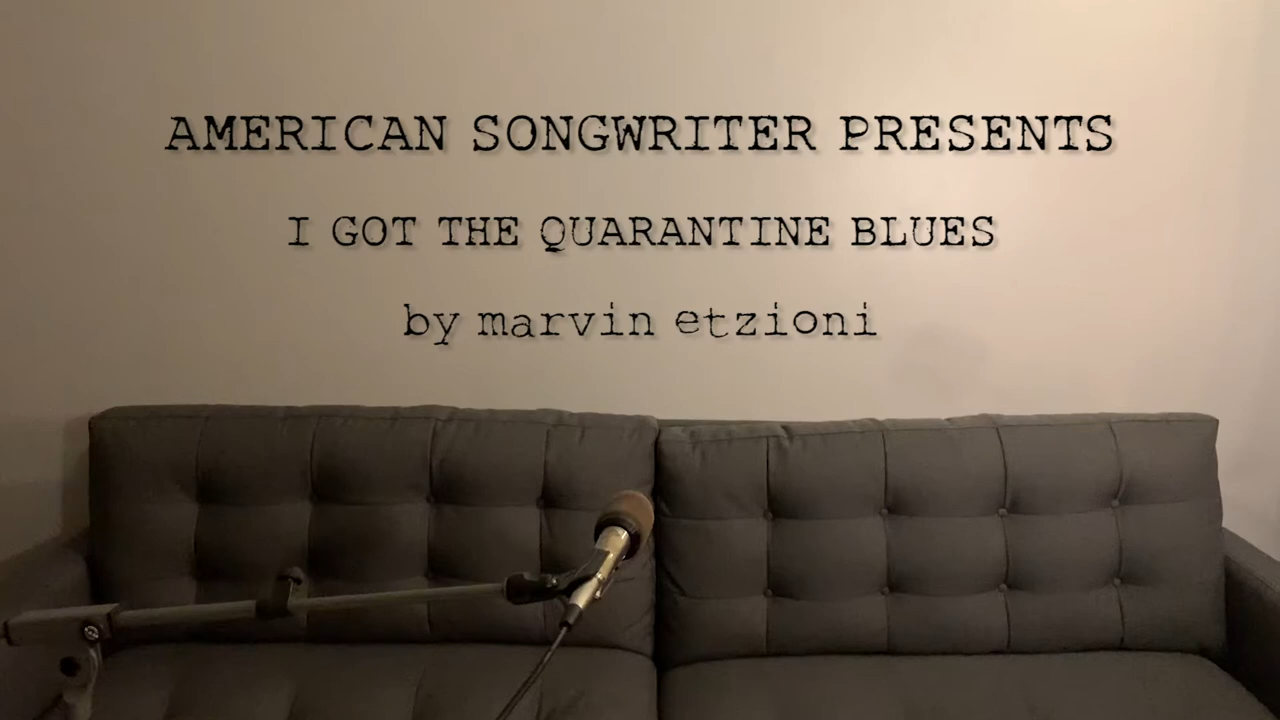 AMERICAN SONGWRITER PRESENTS
I GOT THE QUARANTINE BLUES
by marvin etzioni